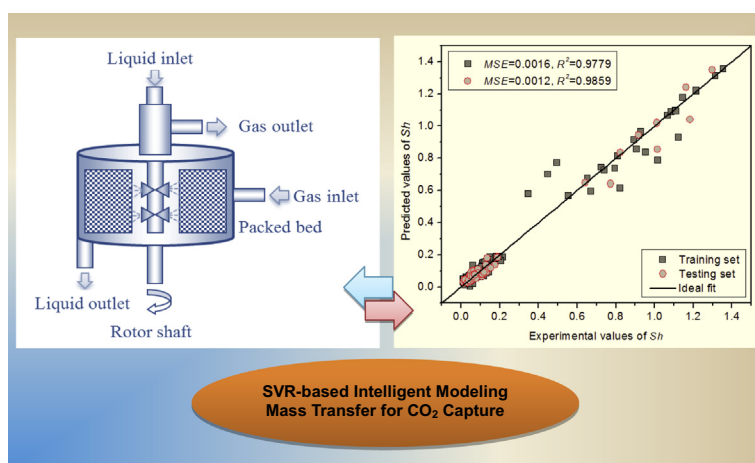 Liquid inlet
Gas outlet
Gas inlet
Packed bed
Liquid outlet
Rotor shaft
MSE=0.0016, R²=0.9779
MSE=0.0012, R²=0.9859
Predicted values of Sh
1.4
1.2
1.0
0.8
0.6
0.4
0.2
0.0
Training set
Testing set
Ideal fit
0.0 0.2 0.4 0.6 0.8 1.0 1.2 1.4
Experimental values of Sh
SVR-based Intelligent Modeling
Mass Transfer for CO₂ Capture